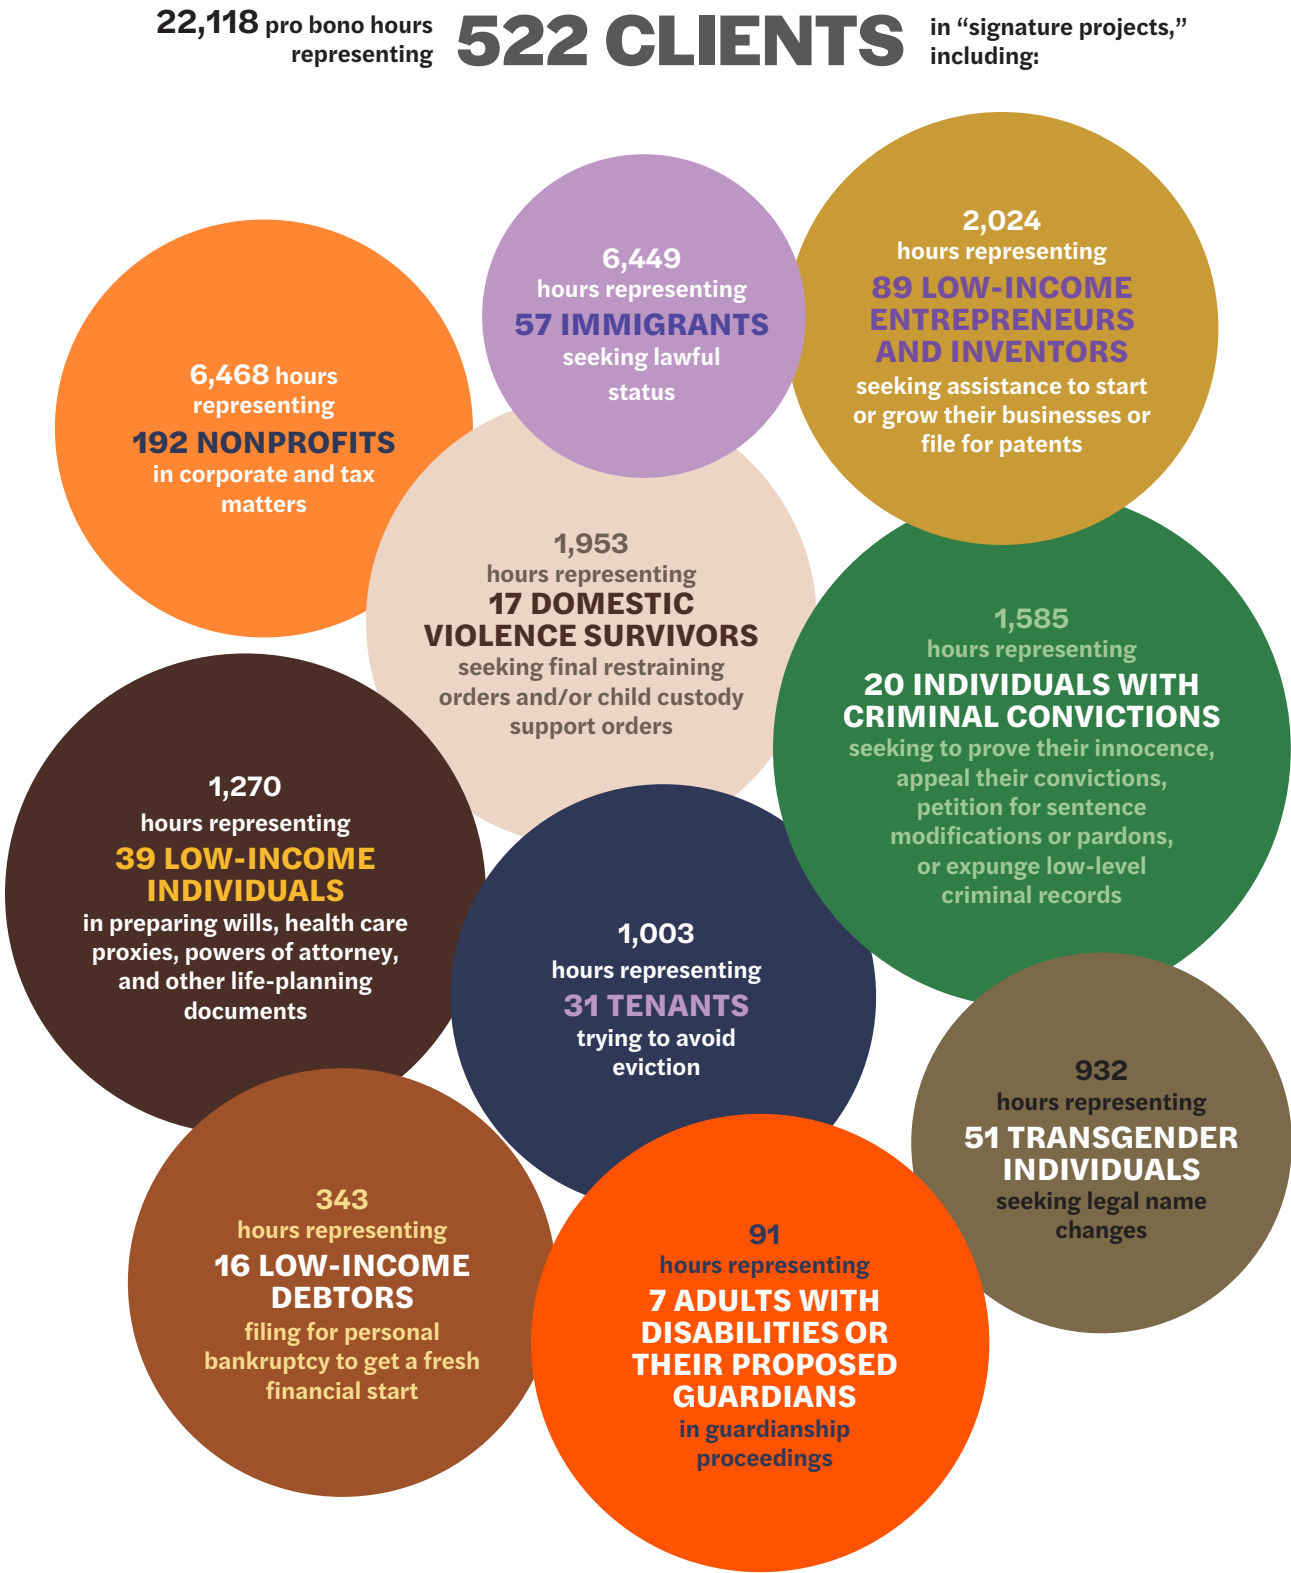 22,118 pro bono hours
representing
522 CLIENTS
in “signature projects,”
including:
6,468 hours
representing
192 NONPROFITS
in corporate and tax
matters
6,449
hours representing
57 IMMIGRANTS
seeking lawful
status
2,024
hours representing
89 LOW-INCOME
ENTREPRENEURS
AND INVENTORS
seeking assistance to start
or grow their businesses or
file for patents
1,953
hours representing
17 DOMESTIC
VIOLENCE SURVIVORS
seeking final restraining
orders and/or child custody
support orders
1,585
hours representing
20 INDIVIDUALS WITH
CRIMINAL CONVICTIONS
seeking to prove their innocence,
appeal their convictions,
petition for sentence
modifications or pardons,
or expunge low-level
criminal records
1,270
hours representing
39 LOW-INCOME
INDIVIDUALS
in preparing wills, health care
proxies, powers of attorney,
and other life-planning
documents
1,003
hours representing
31 TENANTS
trying to avoid
eviction
932
hours representing
51 TRANSGENDER
INDIVIDUALS
seeking legal name
changes
343
hours representing
16 LOW-INCOME
DEBTORS
filing for personal
bankruptcy to get a fresh
financial start
91
hours representing
7 ADULTS WITH
DISABILITIES OR
THEIR PROPOSED
GUARDIANS
in guardianship
proceedings